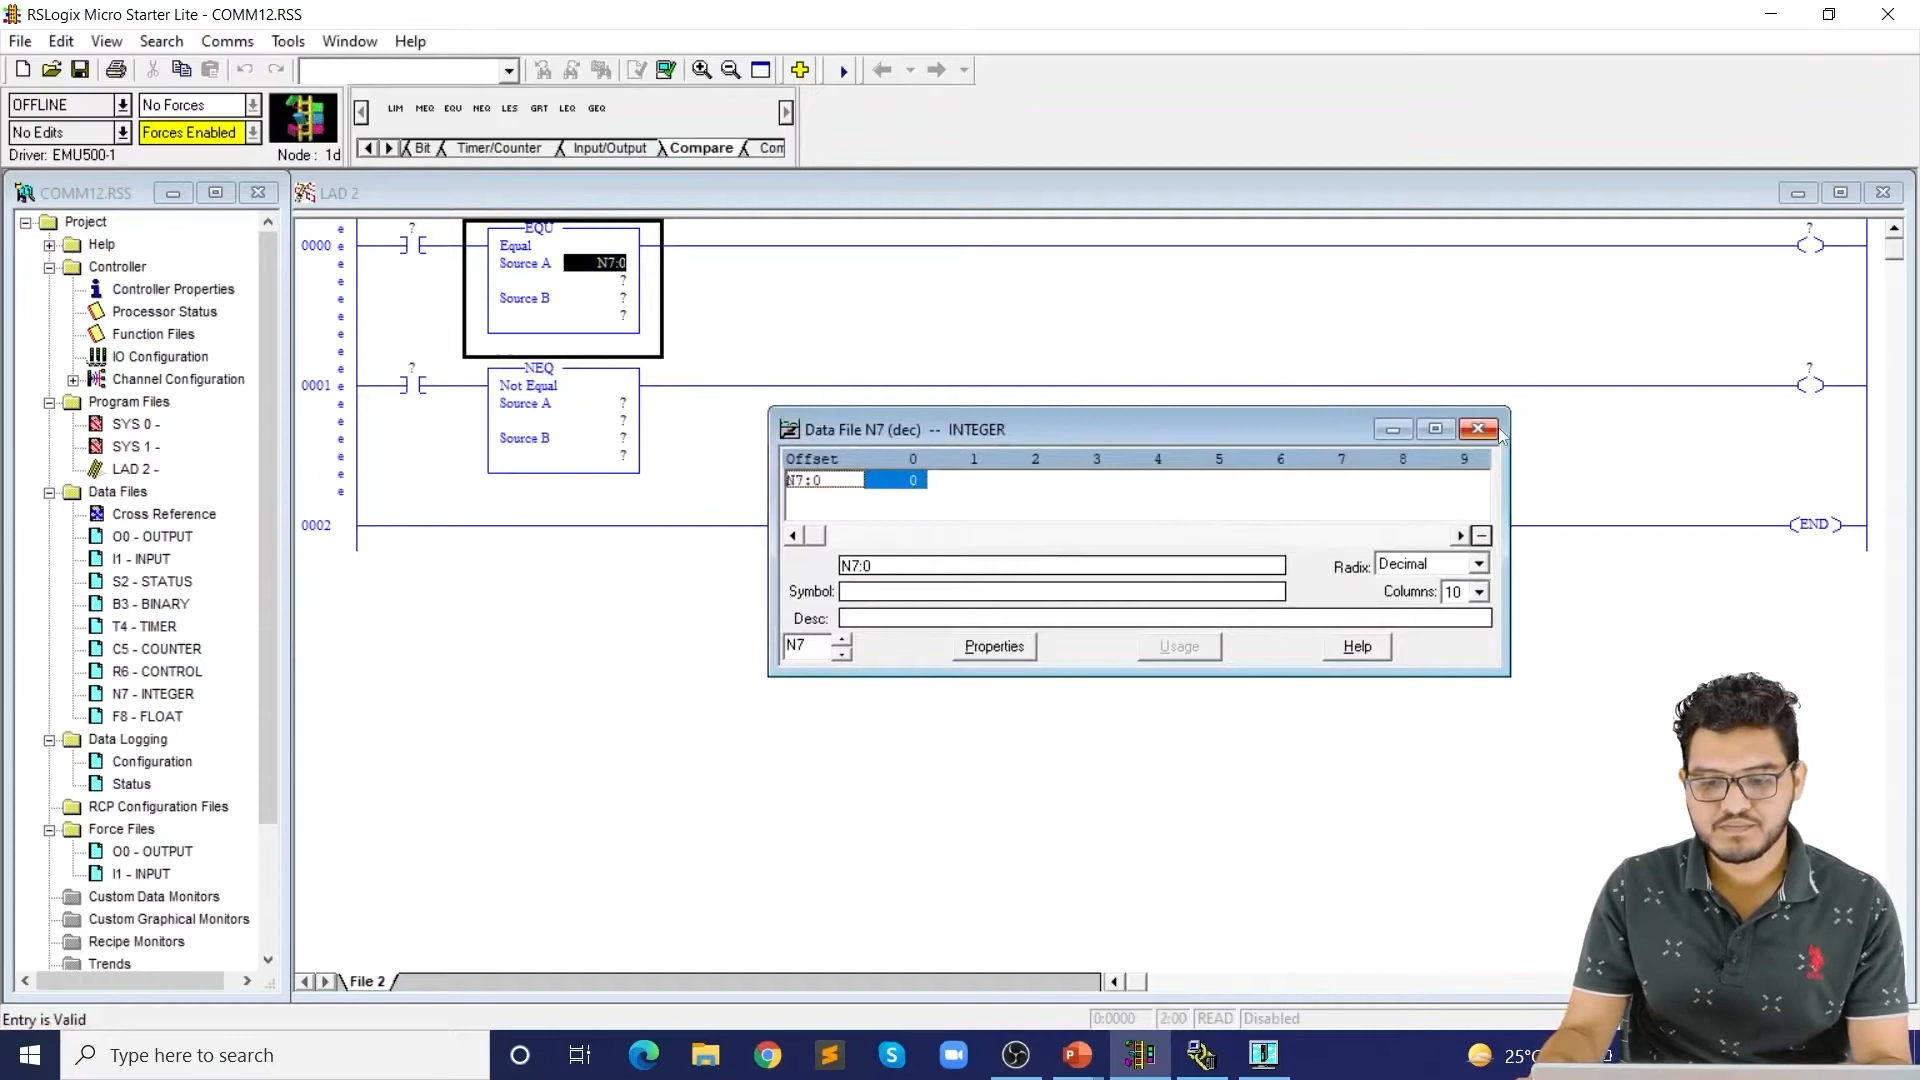 RSLogix Micro Starter Lite - COMM12.RSS
File Edit View Search Comms Tools Window Help
OFFLINE No Forces
No Edits Forces Enabled
Driver: EMU500-1 Node : 1d
LIM MEQ EQU NEQ LES GRT LEQ GEQ
Bit Timer/Counter Input/Output Compare
COMM12.RSS
Project
Help
Controller
Controller Properties
Processor Status
Function Files
IO Configuration
Channel Configuration
Program Files
SYS 0 -
SYS 1 -
LAD 2 -
Data Files
Cross Reference
O0 - OUTPUT
I1 - INPUT
S2 - STATUS
B3 - BINARY
T4 - TIMER
C5 - COUNTER
R6 - CONTROL
N7 - INTEGER
F8 - FLOAT
Data Logging
Configuration
Status
RCP Configuration Files
Force Files
O0 - OUTPUT
I1 - INPUT
Custom Data Monitors
Custom Graphical Monitors
Recipe Monitors
Trends
LAD 2
e
0000 e
e
e
e
e
e
e
? ?
EQU
Equal
Source A N7:0
?
Source B ?
?
e
0001 e
e
e
e
e
e
e
? ?
NEQ
Not Equal
Source A ?
?
Source B ?
?
0002 END
Data File N7 (dec) -- INTEGER
Offset 0 1 2 3 4 5 6 7 8 9
N7:0 0
N7:0 Radix: Decimal
Symbol: Columns: 10
Desc:
N7 Properties Usage Help
File 2
Entry is Valid 0:0000 2:00 READ Disabled
Type here to search 25°C